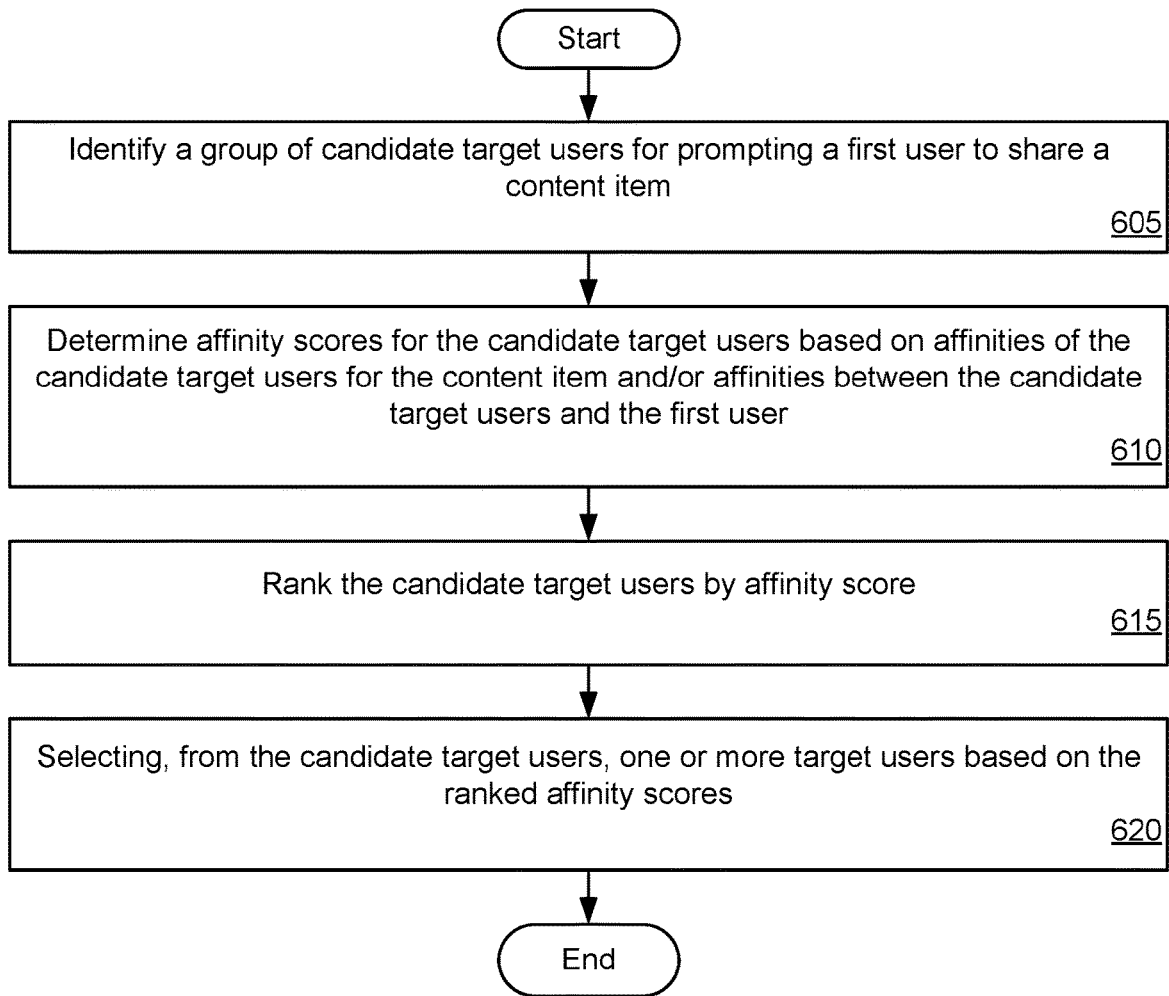 Start
Identify a group of candidate target users for prompting a first user to share a
content item
605
Determine affinity scores for the candidate target users based on affinities of the
candidate target users for the content item and/or affinities between the candidate
target users and the first user
610
Rank the candidate target users by affinity score
615
Selecting, from the candidate target users, one or more target users based on the
ranked affinity scores
620
End